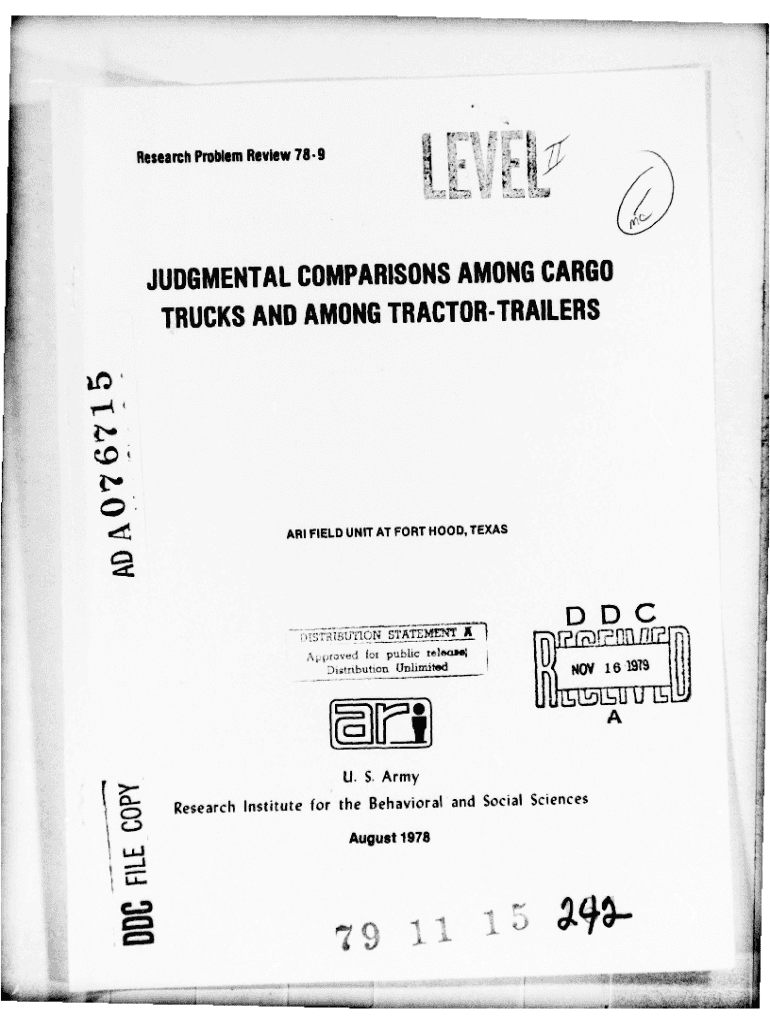 Research Problem Review 78-9
LEVEL II
MC
JUDGMENTAL COMPARISONS AMONG CARGO
TRUCKS AND AMONG TRACTOR-TRAILERS
AD A076715
ARI FIELD UNIT AT FORT HOOD, TEXAS
DISTRIBUTION STATEMENT A
Approved for public release;
Distribution Unlimited
D D C
RECEIVED
NOV 16 1979
RECEIVED
A
ari
U. S. Army
Research Institute for the Behavioral and Social Sciences
August 1978
DDC FILE COPY
79 11 15 242